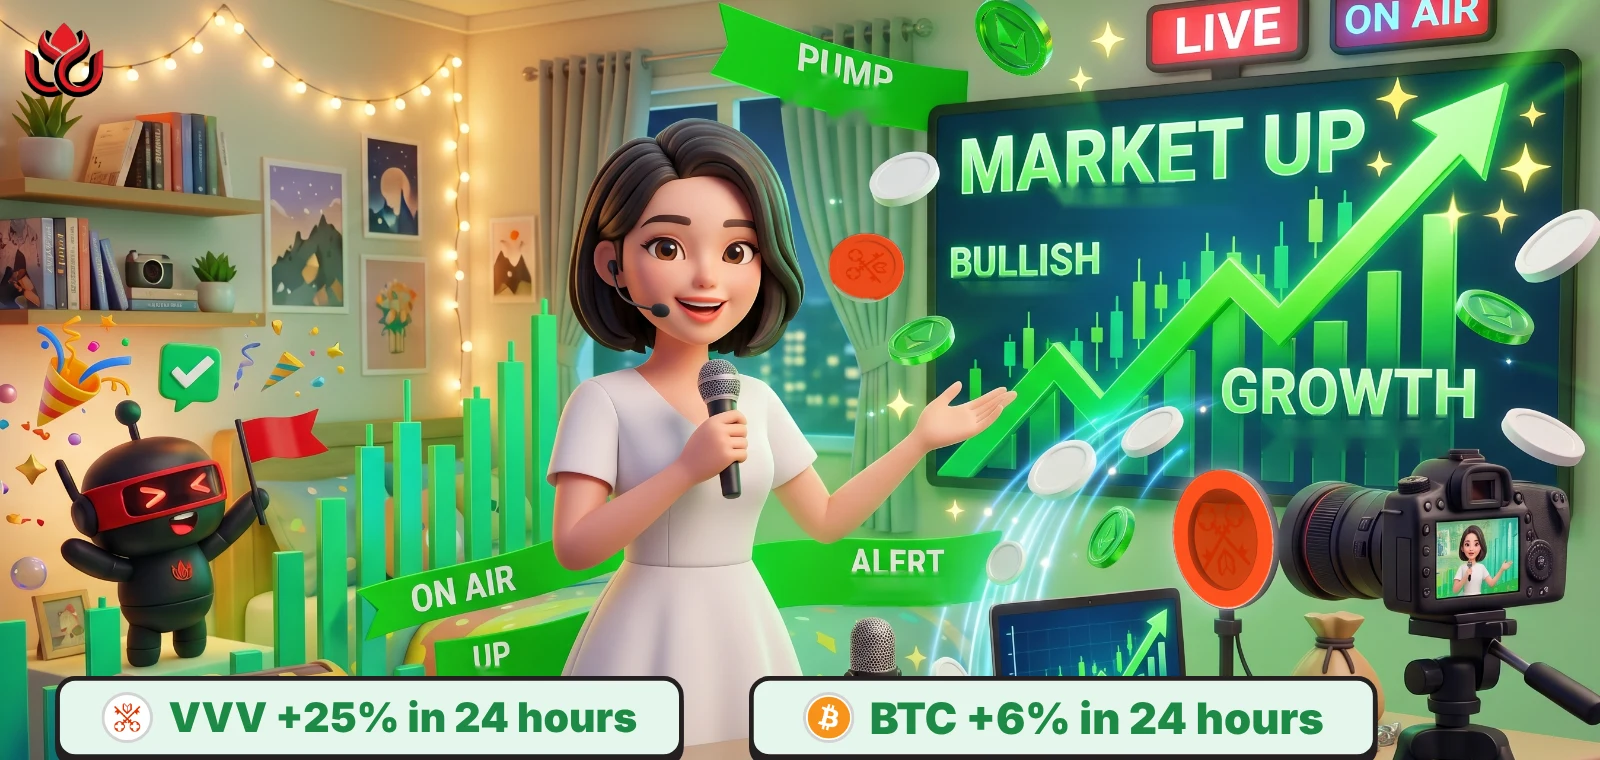 PUMP
LIVE
ON AIR
MARKET UP
BULLISH
GROWTH
ALERT
ON AIR
UP
VVV +25% in 24 hours
BTC +6% in 24 hours